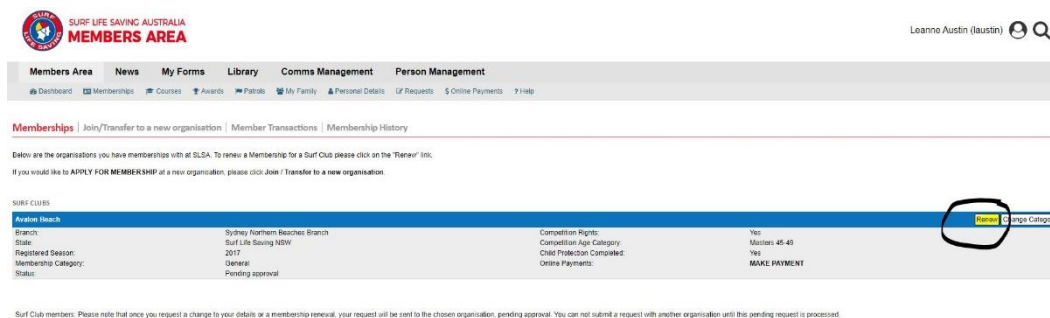 SURF LIFE SAVING
SURF LIFE SAVING AUSTRALIA
MEMBERS AREA
Leanne Austin (laustin)
Members Area News My Forms Library Comms Management Person Management
Dashboard Memberships Courses Awards Patrols My Family Personal Details Requests $ Online Payments ? Help
Memberships | Join/Transfer to a new organisation | Member Transactions | Membership History
Below are the organisations you have memberships with at SLSA. To renew a Membership for a Surf Club please click on the "Renew" link.
If you would like to APPLY FOR MEMBERSHIP at a new organisation, please click Join / Transfer to a new organisation.
SURF CLUBS
Avalon Beach Renew Change Catego
Branch: Sydney Northern Beaches Branch Competition Rights: Yes
State: Surf Life Saving NSW Competition Age Category: Masters 45-49
Registered Season: 2017 Child Protection Completed: Yes
Membership Category: General Online Payments: MAKE PAYMENT
Status: Pending approval
Surf Club members: Please note that once you request a change to your details or a membership renewal, your request will be sent to the chosen organisation, pending approval. You can not submit a request with another organisation until this pending request is processed